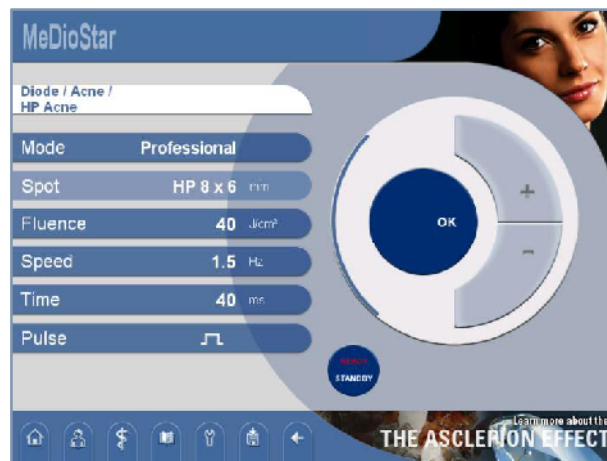 MeDioStar
Diode / Acne /
HP Acne
Mode Professional
Spot HP 8 x 6 mm
Fluence 40 J/cm²
Speed 1.5 Hz
Time 40 ms
Pulse
OK
+
-
READY
STANDBY
Learn more about the
THE ASCLEPION EFFECT